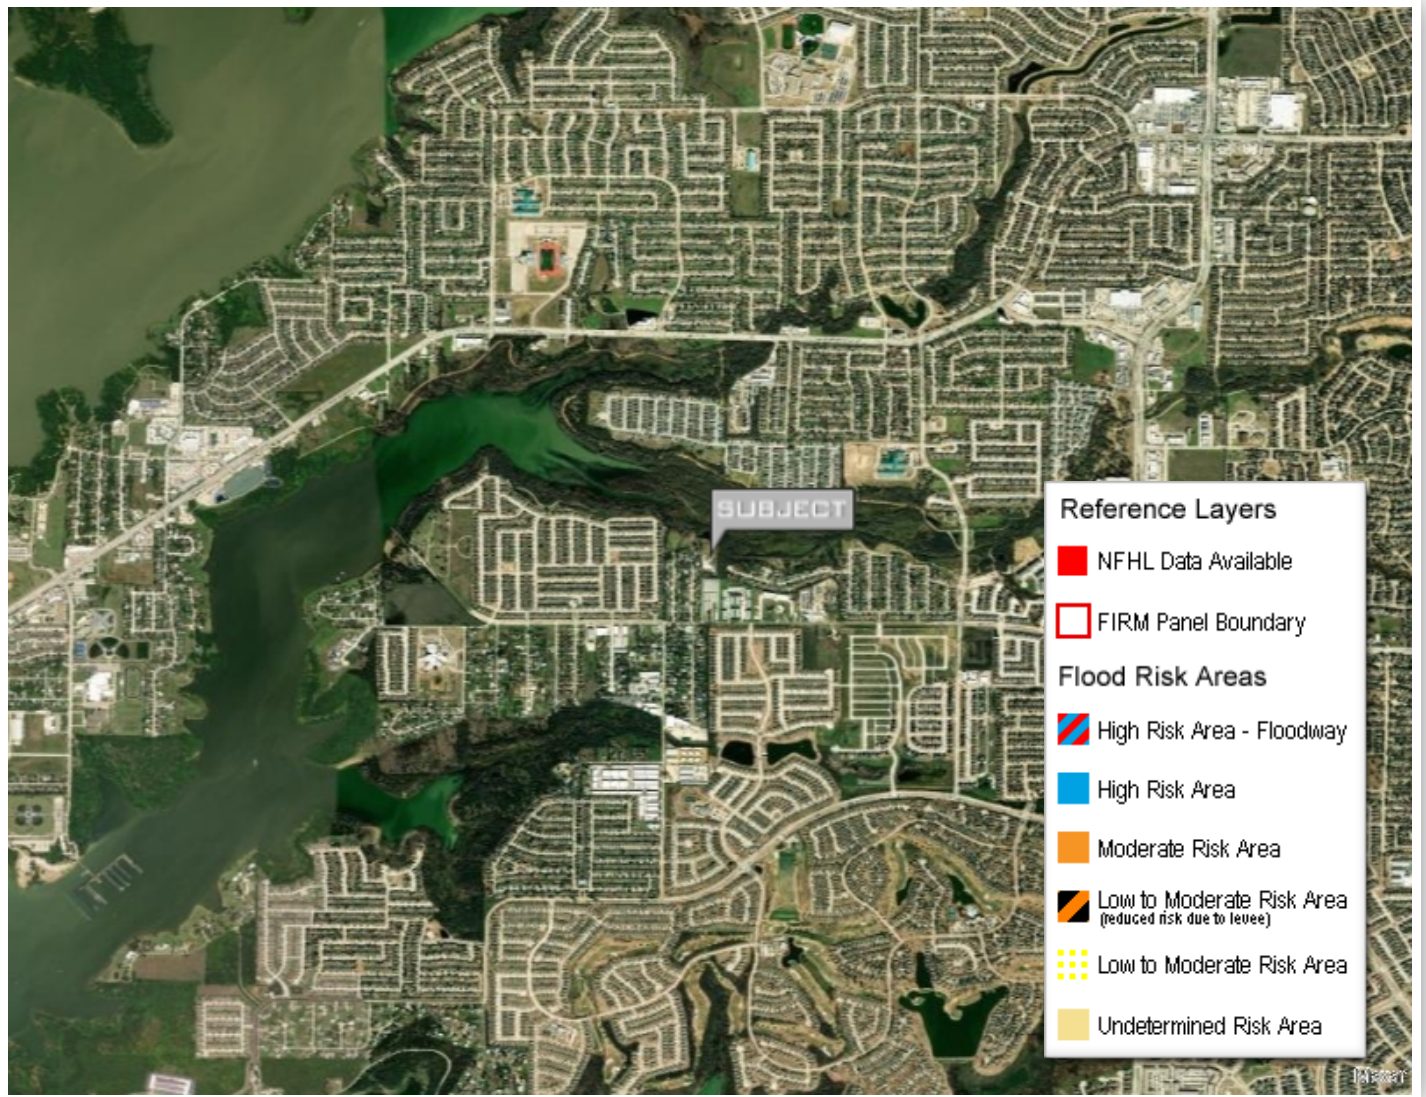 SUBJECT
Reference Layers
NFHL Data Available
FIRM Panel Boundary
Flood Risk Areas
High Risk Area - Floodway
High Risk Area
Moderate Risk Area
Low to Moderate Risk Area
(reduced risk due to levee)
Low to Moderate Risk Area
Undetermined Risk Area